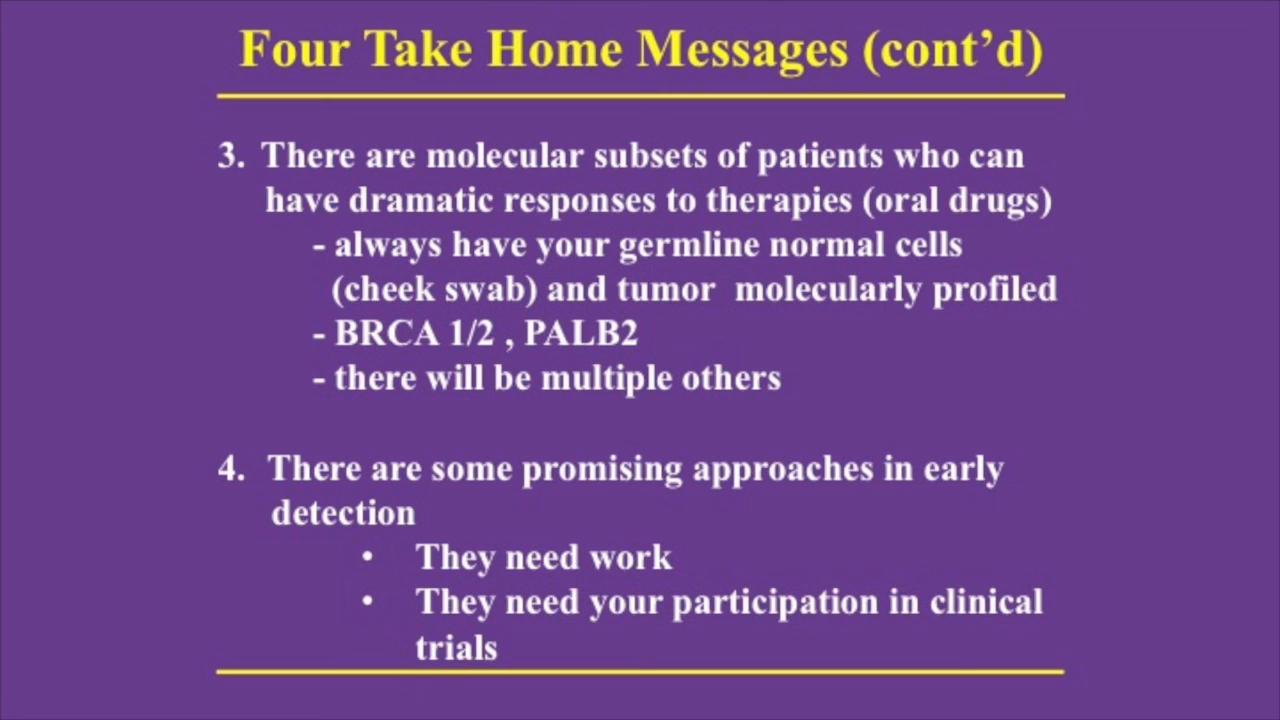 Four Take Home Messages (cont’d)
3. There are molecular subsets of patients who can
have dramatic responses to therapies (oral drugs)
- always have your germline normal cells
(cheek swab) and tumor molecularly profiled
- BRCA 1/2 , PALB2
- there will be multiple others
4. There are some promising approaches in early
detection
• They need work
• They need your participation in clinical
trials